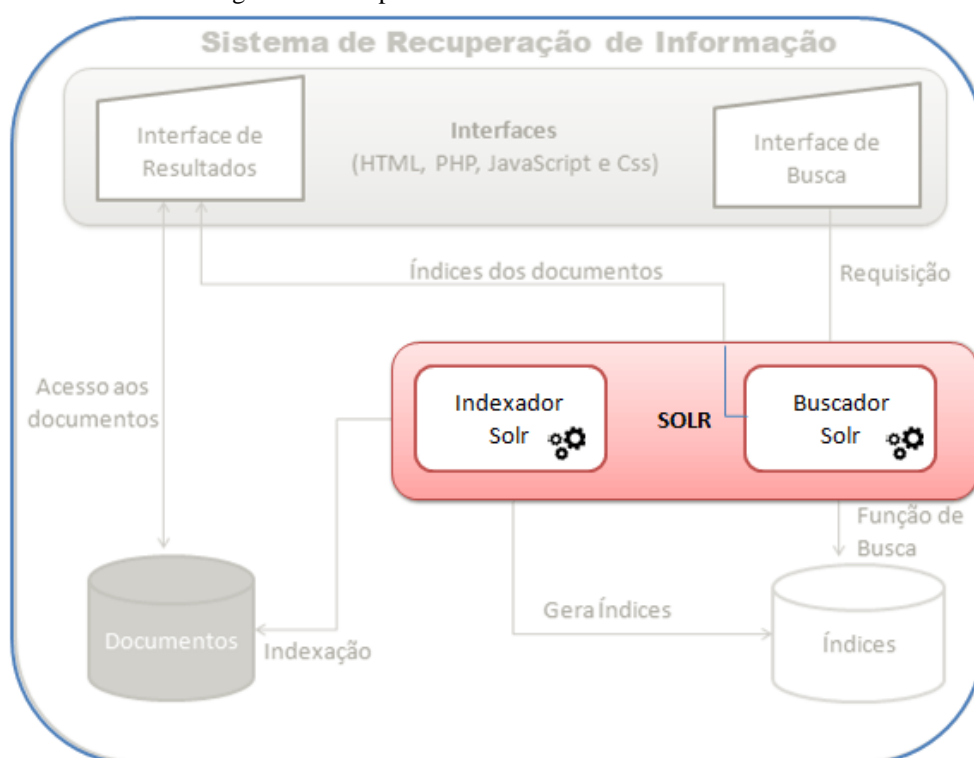 Sistema de Recuperação de Informação
Interface de
Resultados
Interfaces
(HTML, PHP, JavaScript e Css)
Interface de
Busca
Índices dos documentos
Requisição
Acesso aos
documentos
Indexador
Solr
SOLR
Buscador
Solr
Função de
Busca
Documentos
Indexação
Gera Índices
Índices